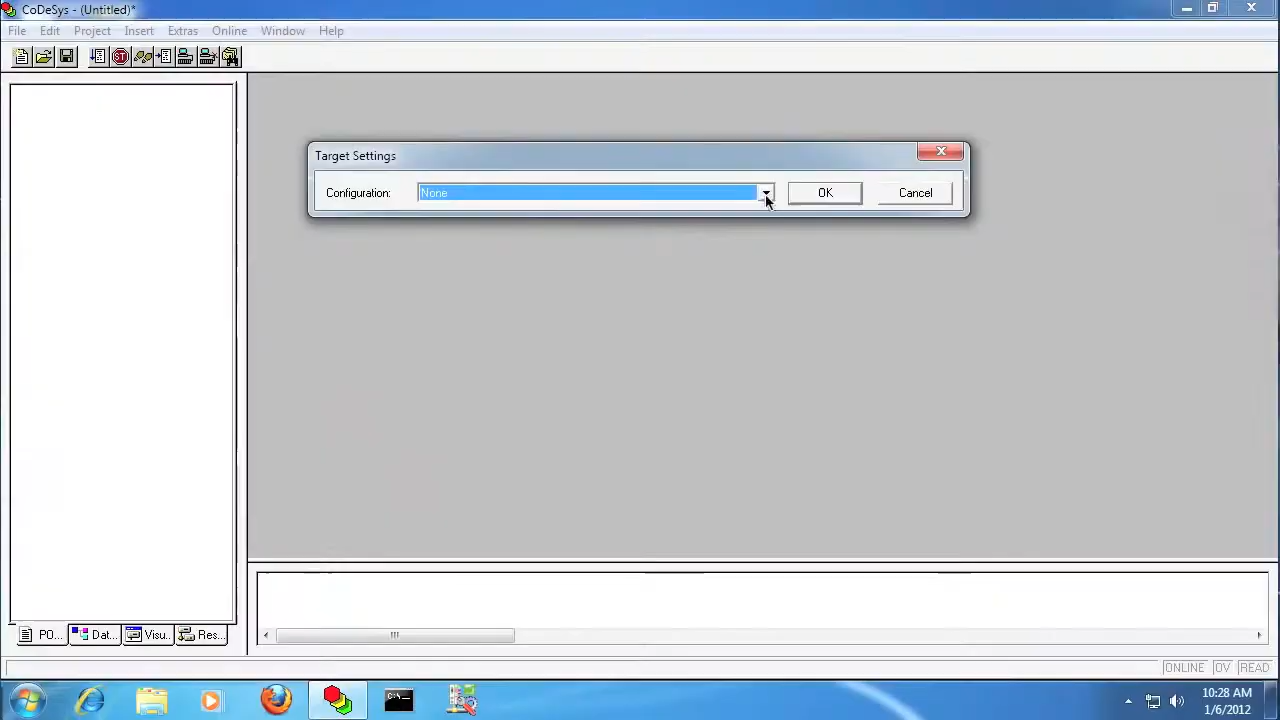 CoDeSys - (Untitled)*
File Edit Project Insert Extras Online Window Help
Target Settings
Configuration: None OK Cancel
PO... Dat... Visu.. Res...
ONLINE OV READ
C:\_
10:28 AM
1/6/2012